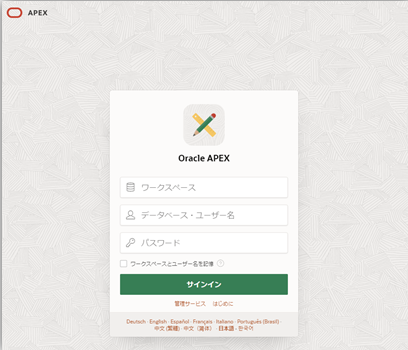 APEX
Oracle APEX
ワークスペース
データベース・ユーザー名
パスワード
ワークスペースとユーザー名を記憶 ?
サインイン
管理サービス はじめに
Deutsch · English · Español · Français · Italiano · Português (Brasil) ·
中文 (繁體) · 中文（简体） · 日本語 · 한국어